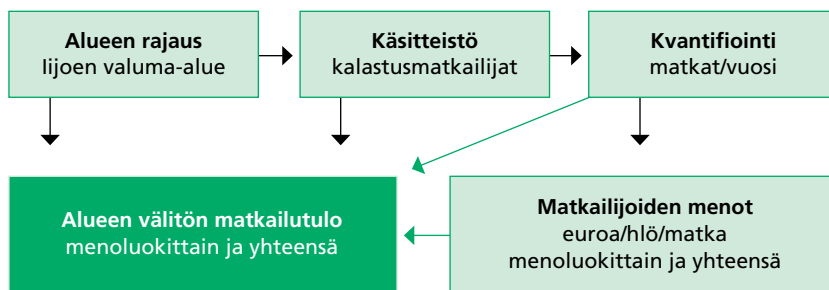 Alueen rajaus
Iijoen valuma-alue
Käsitteistö
kalastusmatkailijat
Kvantifiointi
matkat/vuosi
Alueen välitön matkailutulo
menoluokittain ja yhteensä
Matkailijoiden menot
euroa/hlö/matka
menoluokittain ja yhteensä